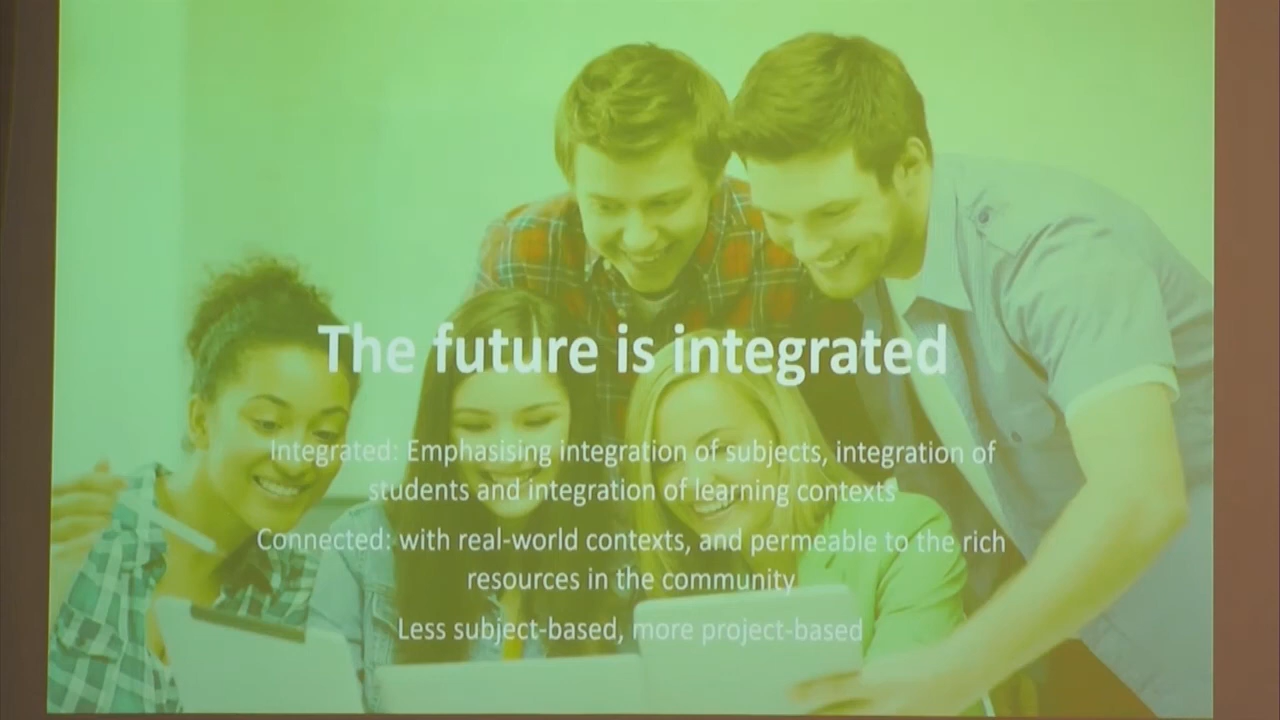 The future is integrated
Integrated: Emphasising integration of subjects, integration of
students and integration of learning contexts
Connected: with real-world contexts, and permeable to the rich
resources in the community
Less subject-based, more project-based